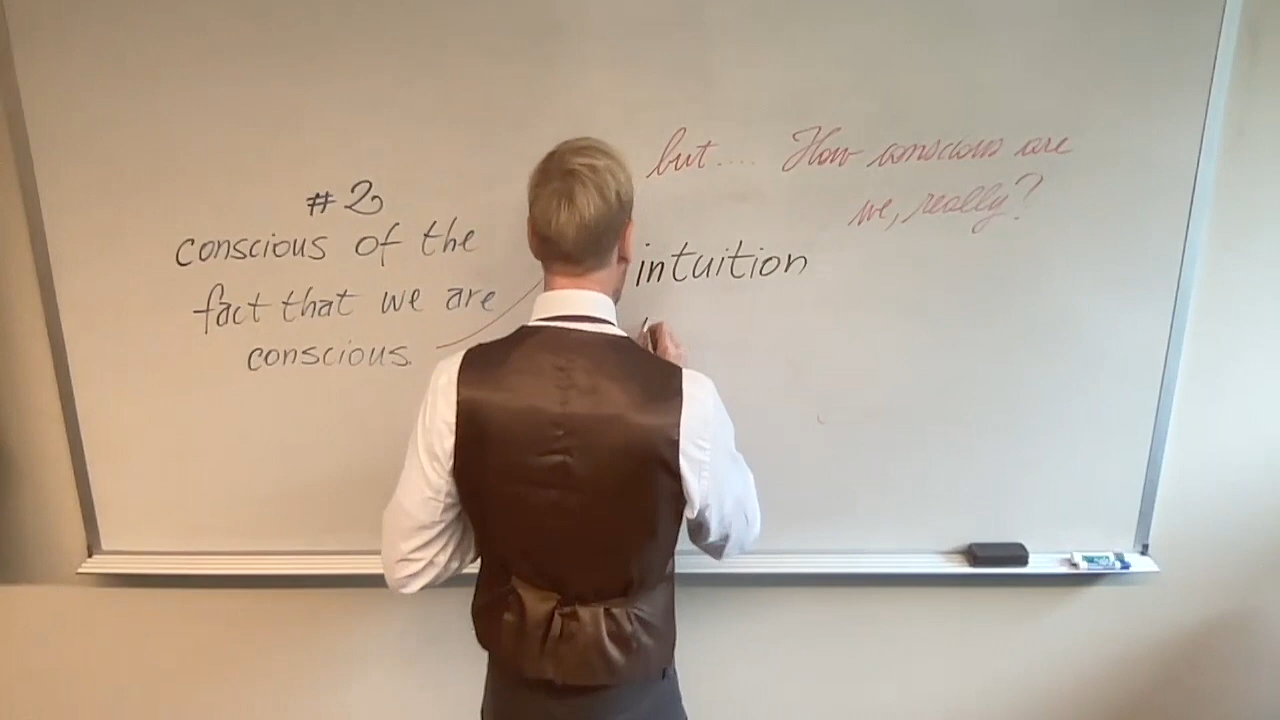 #2
conscious of the
fact that we are
conscious.
but.... How conscious are
we, really?
intuition